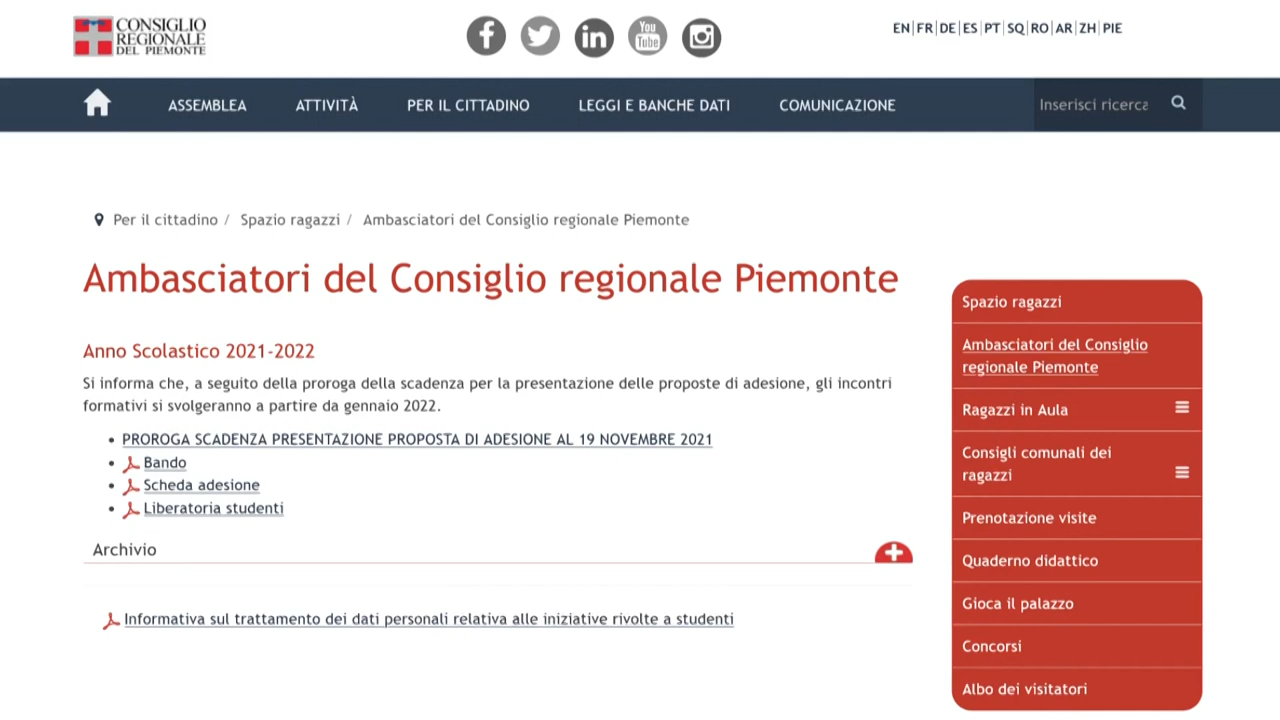 CONSIGLIO
REGIONALE
DEL PIEMONTE
You
Tube
EN|FR|DE|ES|PT|SQ|RO|AR|ZH|PIE
ASSEMBLEA
ATTIVITÀ
PER IL CITTADINO
LEGGI E BANCHE DATI
COMUNICAZIONE
Inserisci ricerca
Per il cittadino / Spazio ragazzi / Ambasciatori del Consiglio regionale Piemonte
Ambasciatori del Consiglio regionale Piemonte
Anno Scolastico 2021-2022
Si informa che, a seguito della proroga della scadenza per la presentazione delle proposte di adesione, gli incontri
formativi si svolgeranno a partire da gennaio 2022.
• PROROGA SCADENZA PRESENTAZIONE PROPOSTA DI ADESIONE AL 19 NOVEMBRE 2021
• Bando
• Scheda adesione
• Liberatoria studenti
Archivio
Informativa sul trattamento dei dati personali relativa alle iniziative rivolte a studenti
Spazio ragazzi
Ambasciatori del Consiglio
regionale Piemonte
Ragazzi in Aula
Consigli comunali dei
ragazzi
Prenotazione visite
Quaderno didattico
Gioca il palazzo
Concorsi
Albo dei visitatori